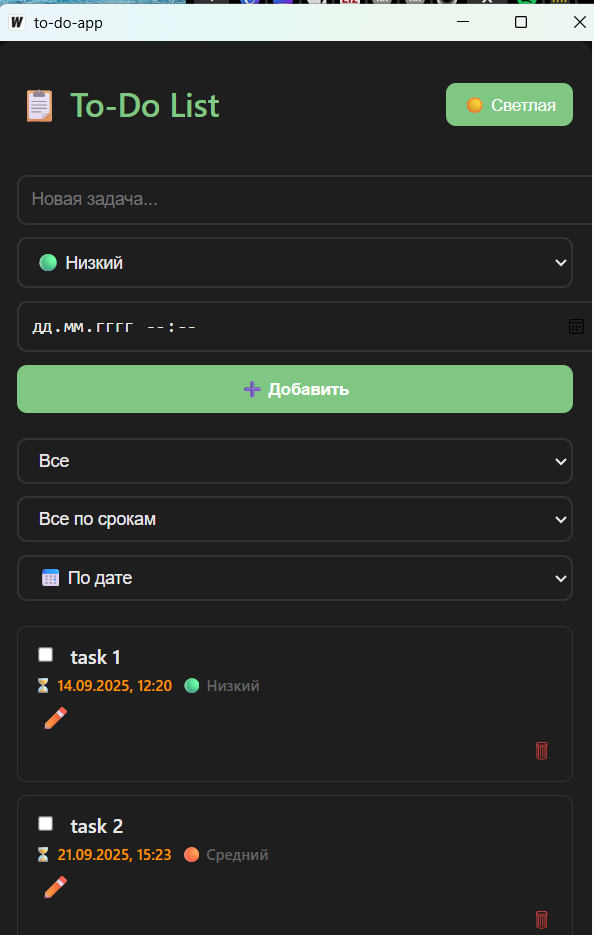 W to-do-app
To-Do List
Светлая
Новая задача...
Низкий
дд.мм.гггг --:--
Добавить
Все
Все по срокам
По дате
task 1
14.09.2025, 12:20 Низкий
task 2
21.09.2025, 15:23 Средний